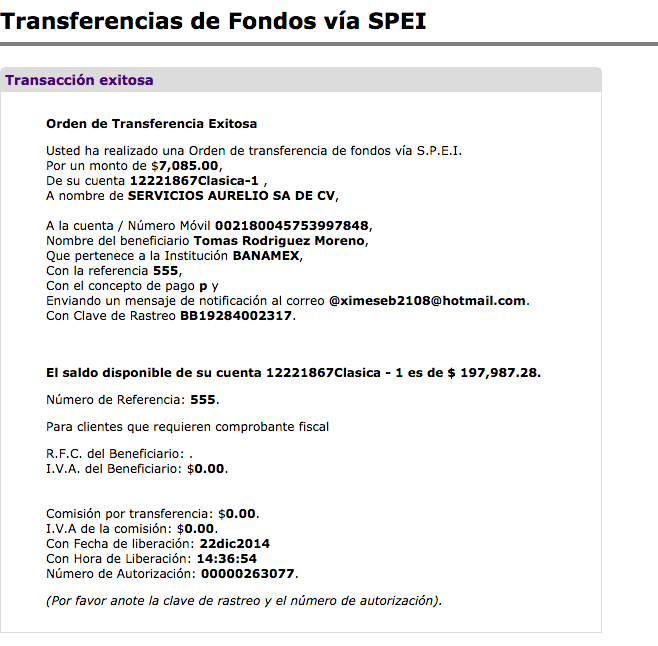 Transferencias de Fondos vía SPEI
Transacción exitosa
Orden de Transferencia Exitosa
Usted ha realizado una Orden de transferencia de fondos vía S.P.E.I.
Por un monto de $7,085.00,
De su cuenta 12221867Clasica-1 ,
A nombre de SERVICIOS AURELIO SA DE CV,
A la cuenta / Número Móvil 002180045753997848,
Nombre del beneficiario Tomas Rodriguez Moreno,
Que pertenece a la Institución BANAMEX,
Con la referencia 555,
Con el concepto de pago p y
Enviando un mensaje de notificación al correo @ximeseb2108@hotmail.com.
Con Clave de Rastreo BB19284002317.
El saldo disponible de su cuenta 12221867Clasica - 1 es de $ 197,987.28.
Número de Referencia: 555.
Para clientes que requieren comprobante fiscal
R.F.C. del Beneficiario: .
I.V.A. del Beneficiario: $0.00.
Comisión por transferencia: $0.00.
I.V.A de la comisión: $0.00.
Con Fecha de liberación: 22dic2014
Con Hora de Liberación: 14:36:54
Número de Autorización: 00000263077.
(Por favor anote la clave de rastreo y el número de autorización).